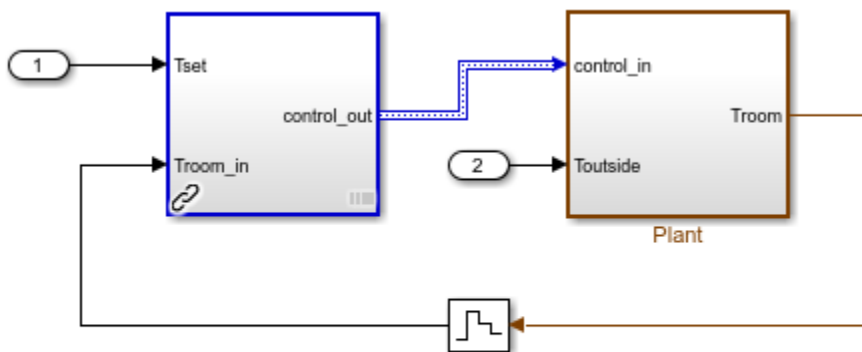 1
Tset
control_out
Troom_in
control_in
Troom
2
Toutside
Plant